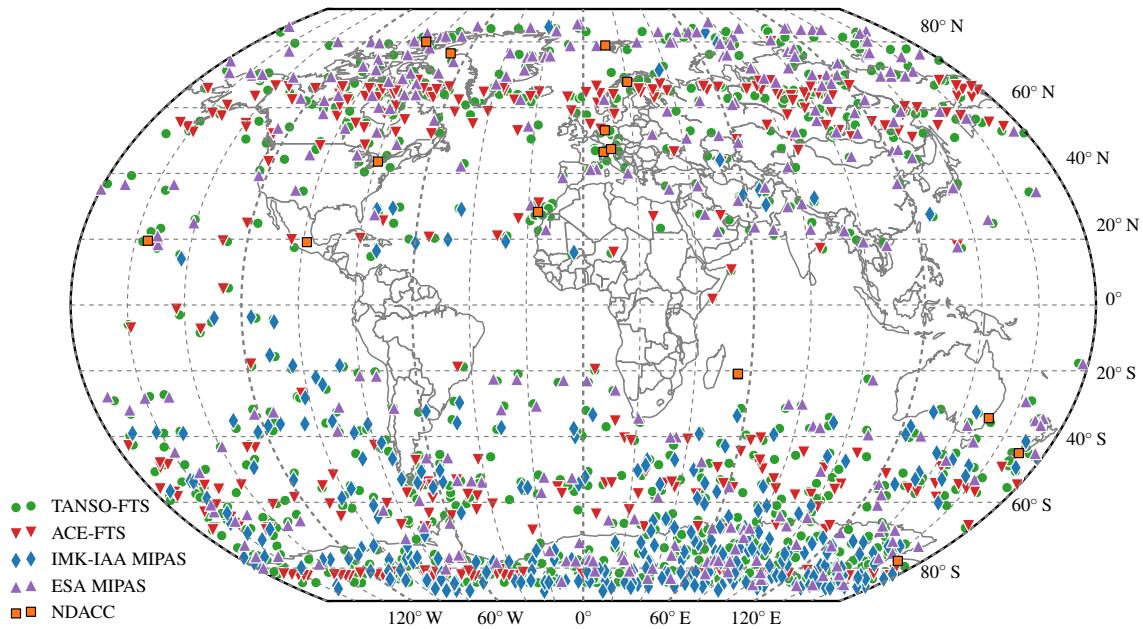 80° N
60° N
40° N
20° N
0°
20° S
40° S
60° S
80° S
TANSO-FTS
ACE-FTS
IMK-IAA MIPAS
ESA MIPAS
NDACC
120° W 60° W 0° 60° E 120° E